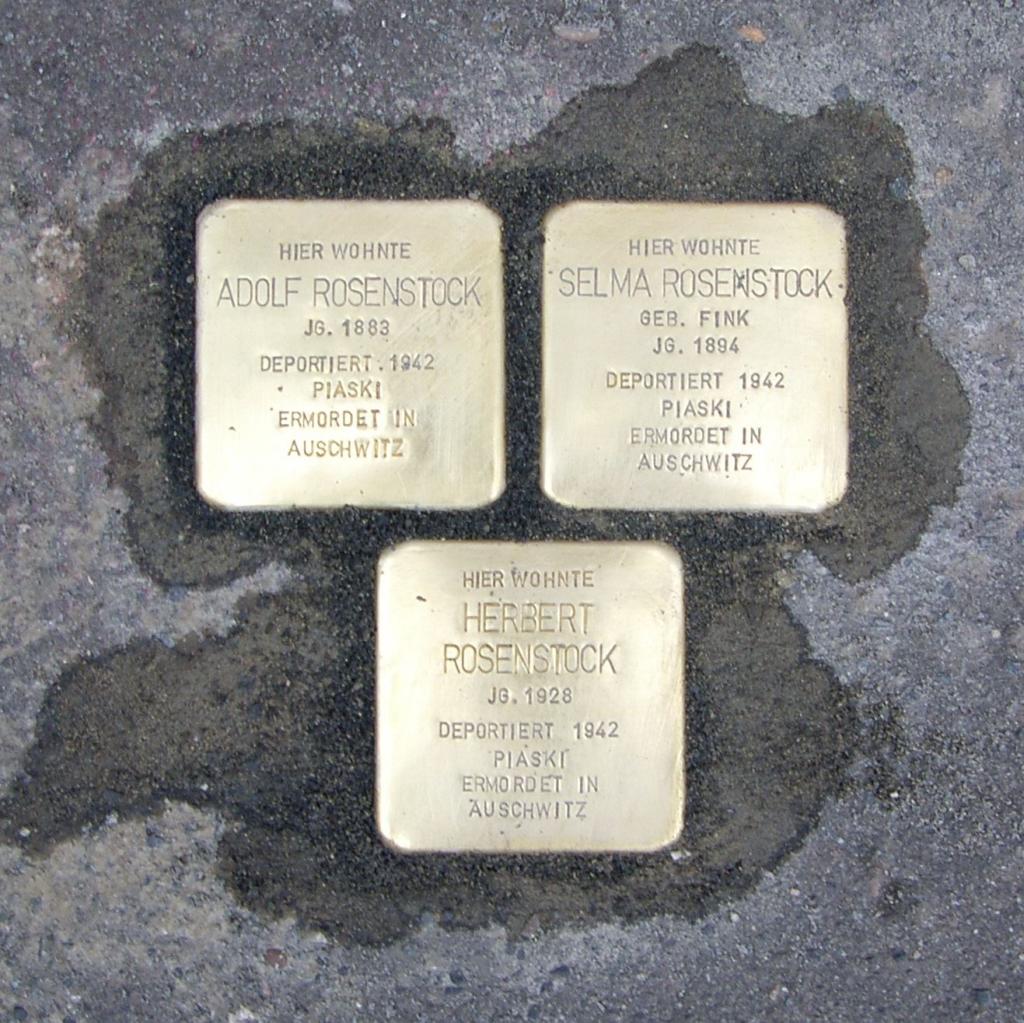 HIER WOHNTE
ADOLF ROSENSTOCK
JG. 1883
DEPORTIERT 1942
PIASKI
ERMORDET IN
AUSCHWITZ
HIER WOHNTE
SELMA ROSENSTOCK
GEB. FINK
JG. 1894
DEPORTIERT 1942
PIASKI
ERMORDET IN
AUSCHWITZ
HIER WOHNTE
HERBERT
ROSENSTOCK
JG. 1928
DEPORTIERT 1942
PIASKI
ERMORDET IN
AUSCHWITZ